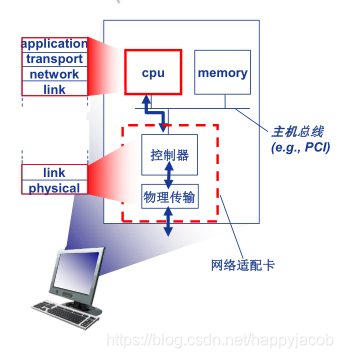 application
transport
network
link
cpu
memory
主机总线
(e.g., PCI)
控制器
link
physical
物理传输
网络适配卡
https://blog.csdn.net/happyjacob